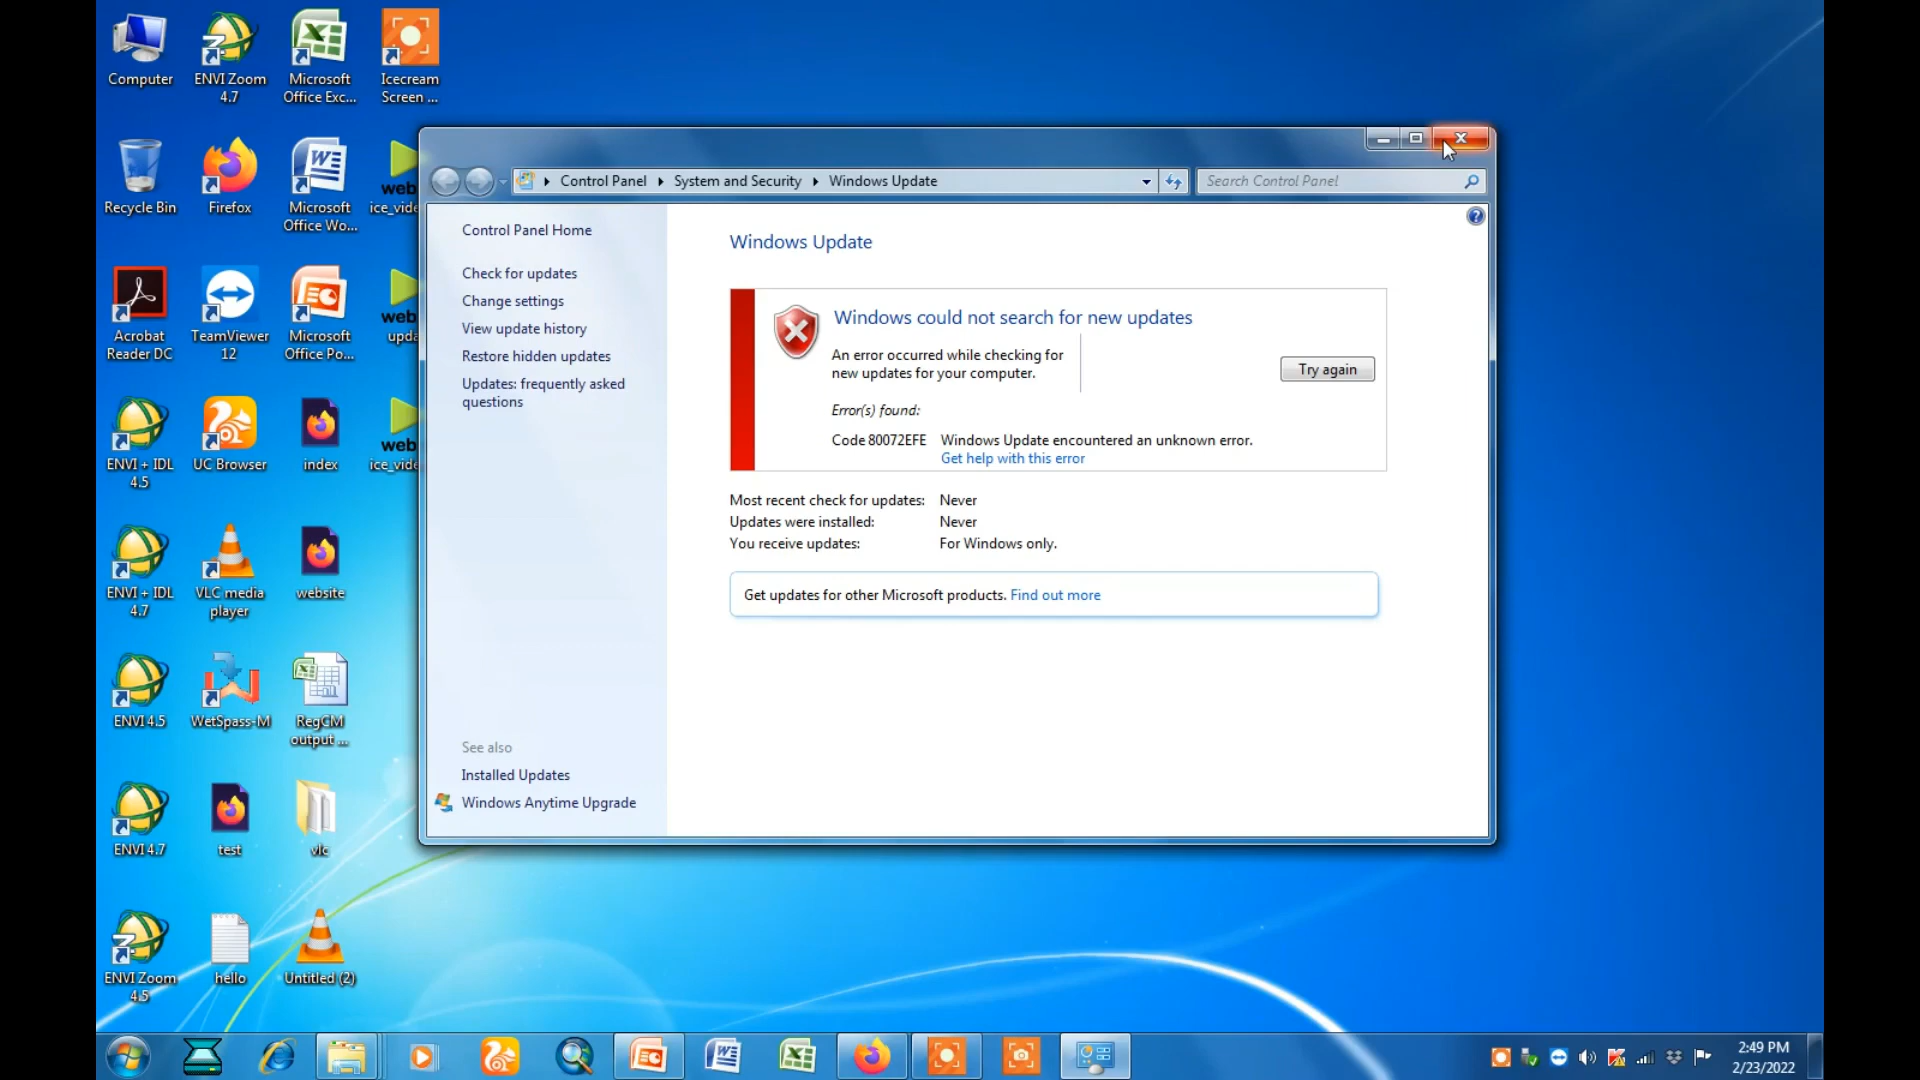 Computer
ENVI Zoom
4.7
Microsoft
Office Exc...
Icecream
Screen ...
Recycle Bin
Firefox
Microsoft
Office Wo...
web
ice_vide
Acrobat
Reader DC
TeamViewer
12
Microsoft
Office Po...
web
upda
ENVI + IDL
4.5
UC Browser
index
web
ice_vide
ENVI + IDL
4.7
VLC media
player
website
ENVI 4.5
WetSpass-M
RegCM
output ...
ENVI 4.7
test
vlc
ENVI Zoom
4.5
hello
Untitled (2)
Control Panel
System and Security
Windows Update
Search Control Panel
Control Panel Home
Check for updates
Change settings
View update history
Restore hidden updates
Updates: frequently asked
questions
See also
Installed Updates
Windows Anytime Upgrade
Windows Update
Windows could not search for new updates
An error occurred while checking for
new updates for your computer.
Try again
Error(s) found:
Code 80072EFE Windows Update encountered an unknown error.
Get help with this error
Most recent check for updates: Never
Updates were installed: Never
You receive updates: For Windows only.
Get updates for other Microsoft products. Find out more
2:49 PM
2/23/2022